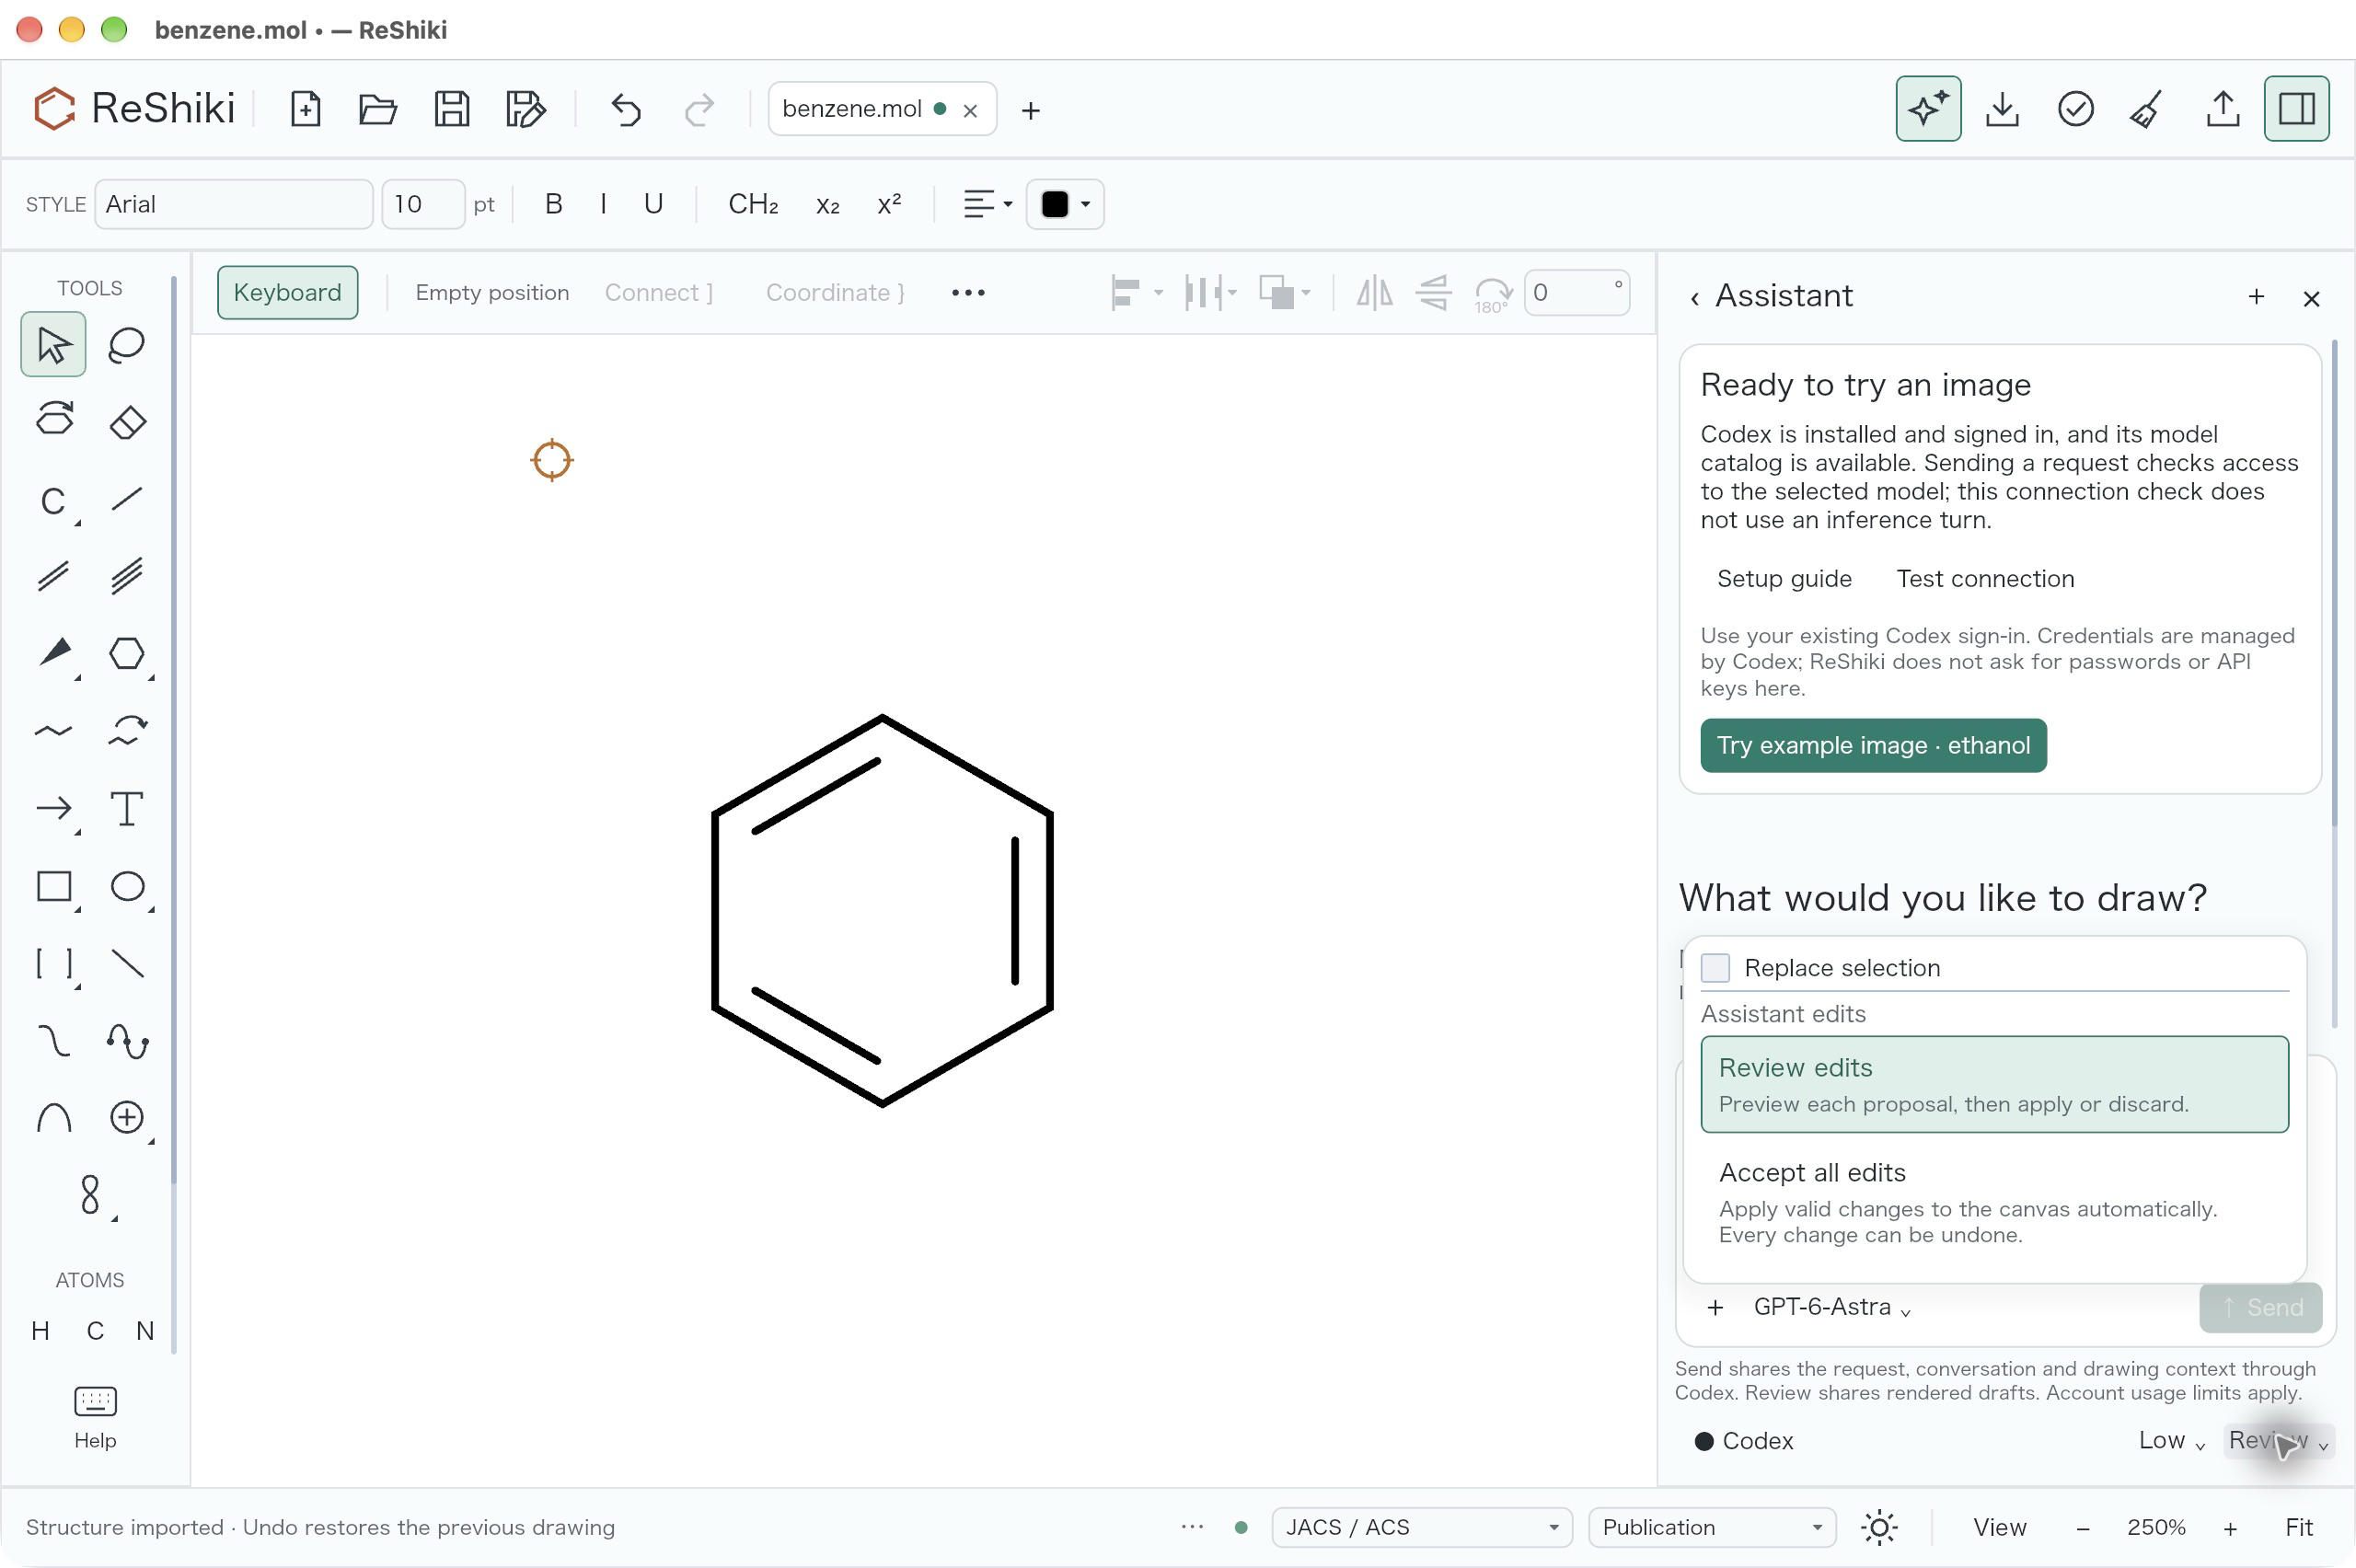 benzene.mol • — ReShiki
ReShiki
benzene.mol
STYLE Arial 10 pt B I U CH₂ x₂ x²
TOOLS
C
T
ATOMS
H C N
Help
Keyboard Empty position Connect ] Coordinate } ••• 180° 0 °
Assistant
Ready to try an image
Codex is installed and signed in, and its model
catalog is available. Sending a request checks access
to the selected model; this connection check does
not use an inference turn.
Setup guide Test connection
Use your existing Codex sign-in. Credentials are managed
by Codex; ReShiki does not ask for passwords or API
keys here.
Try example image · ethanol
What would you like to draw?
Replace selection
Assistant edits
Review edits
Preview each proposal, then apply or discard.
Accept all edits
Apply valid changes to the canvas automatically.
Every change can be undone.
+ GPT-6-Astra ↑ Send
Send shares the request, conversation and drawing context through
Codex. Review shares rendered drafts. Account usage limits apply.
Codex Low Review
Structure imported · Undo restores the previous drawing ··· JACS / ACS Publication View − 250% + Fit